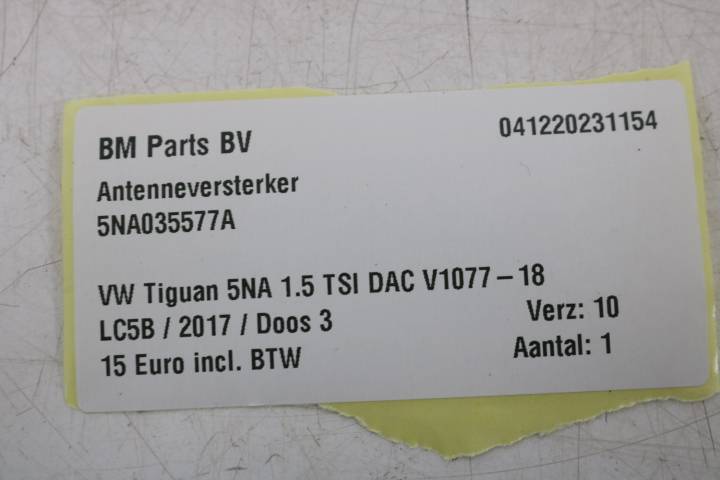 BM Parts BV 041220231154
Antenneversterker
5NA035577A
VW Tiguan 5NA 1.5 TSI DAC V1077 – 18
LC5B / 2017 / Doos 3 Verz: 10
15 Euro incl. BTW Aantal: 1